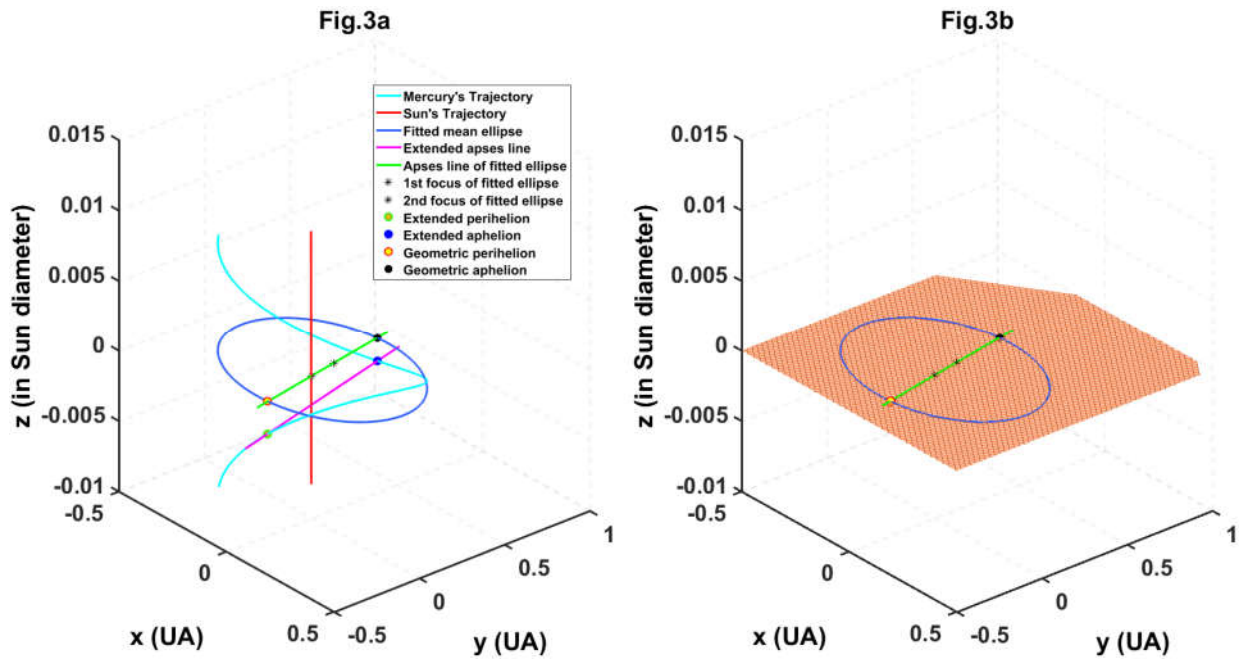 Fig.3a
Mercury's Trajectory
Sun's Trajectory
Fitted mean ellipse
Extended apses line
Apses line of fitted ellipse
1st focus of fitted ellipse
2nd focus of fitted ellipse
Extended perihelion
Extended aphelion
Geometric perihelion
Geometric aphelion
z (in Sun diameter)
0.015
0.01
0.005
0
-0.005
-0.01
-0.5
0
0.5
x (UA)
-0.5
0
0.5
1
y (UA)
Fig.3b
z (in Sun diameter)
0.015
0.01
0.005
0
-0.005
-0.01
-0.5
0
0.5
x (UA)
-0.5
0
0.5
1
y (UA)